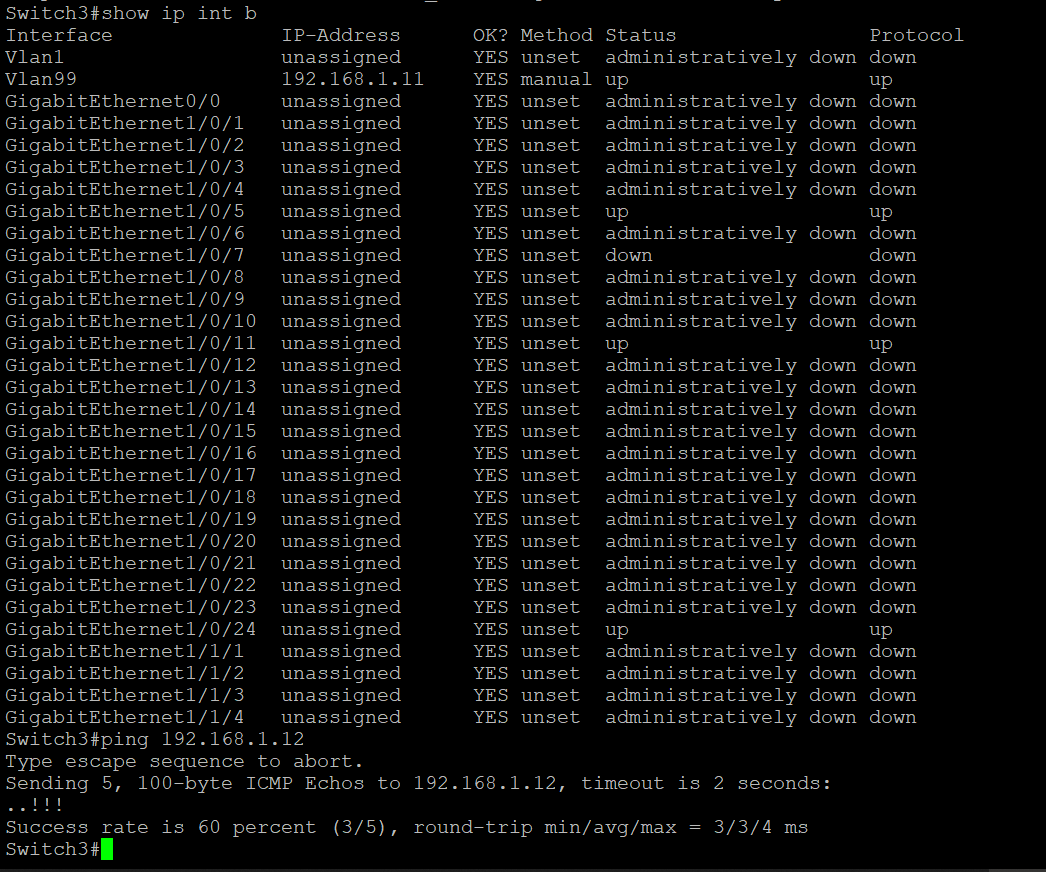 Switch3#show ip int b
Interface              IP-Address      OK? Method Status                Protocol
Vlan1                  unassigned      YES unset  administratively down down
Vlan99                 192.168.1.11    YES manual up                    up
GigabitEthernet0/0     unassigned      YES unset  administratively down down
GigabitEthernet1/0/1   unassigned      YES unset  administratively down down
GigabitEthernet1/0/2   unassigned      YES unset  administratively down down
GigabitEthernet1/0/3   unassigned      YES unset  administratively down down
GigabitEthernet1/0/4   unassigned      YES unset  administratively down down
GigabitEthernet1/0/5   unassigned      YES unset  up                    up
GigabitEthernet1/0/6   unassigned      YES unset  administratively down down
GigabitEthernet1/0/7   unassigned      YES unset  down                  down
GigabitEthernet1/0/8   unassigned      YES unset  administratively down down
GigabitEthernet1/0/9   unassigned      YES unset  administratively down down
GigabitEthernet1/0/10  unassigned      YES unset  administratively down down
GigabitEthernet1/0/11  unassigned      YES unset  up                    up
GigabitEthernet1/0/12  unassigned      YES unset  administratively down down
GigabitEthernet1/0/13  unassigned      YES unset  administratively down down
GigabitEthernet1/0/14  unassigned      YES unset  administratively down down
GigabitEthernet1/0/15  unassigned      YES unset  administratively down down
GigabitEthernet1/0/16  unassigned      YES unset  administratively down down
GigabitEthernet1/0/17  unassigned      YES unset  administratively down down
GigabitEthernet1/0/18  unassigned      YES unset  administratively down down
GigabitEthernet1/0/19  unassigned      YES unset  administratively down down
GigabitEthernet1/0/20  unassigned      YES unset  administratively down down
GigabitEthernet1/0/21  unassigned      YES unset  administratively down down
GigabitEthernet1/0/22  unassigned      YES unset  administratively down down
GigabitEthernet1/0/23  unassigned      YES unset  administratively down down
GigabitEthernet1/0/24  unassigned      YES unset  up                    up
GigabitEthernet1/1/1   unassigned      YES unset  administratively down down
GigabitEthernet1/1/2   unassigned      YES unset  administratively down down
GigabitEthernet1/1/3   unassigned      YES unset  administratively down down
GigabitEthernet1/1/4   unassigned      YES unset  administratively down down
Switch3#ping 192.168.1.12
Type escape sequence to abort.
Sending 5, 100-byte ICMP Echos to 192.168.1.12, timeout is 2 seconds:
..!!!
Success rate is 60 percent (3/5), round-trip min/avg/max = 3/3/4 ms
Switch3#